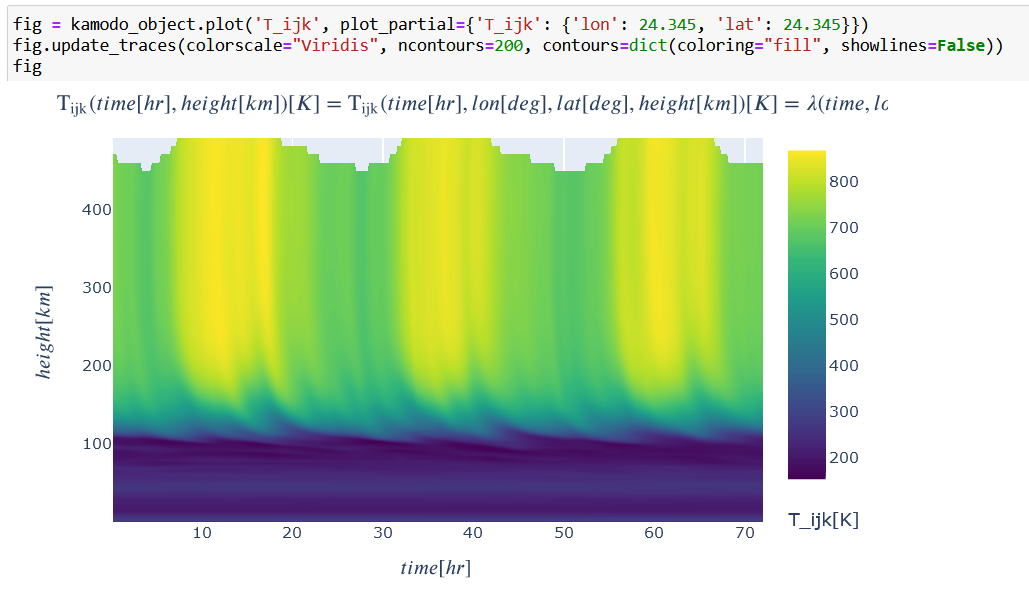 fig = kamodo_object.plot('T_ijk', plot_partial={'T_ijk': {'lon': 24.345, 'lat': 24.345}})
fig.update_traces(colorscale="Viridis", ncontours=200, contours=dict(coloring="fill", showlines=False))
fig
T_ijk(time[hr], height[km])[K] = T_ijk(time[hr], lon[deg], lat[deg], height[km])[K] = λ(time, lo
800
700
600
500
400
300
200
T_ijk[K]
400
300
200
100
height[km]
10 20 30 40 50 60 70
time[hr]